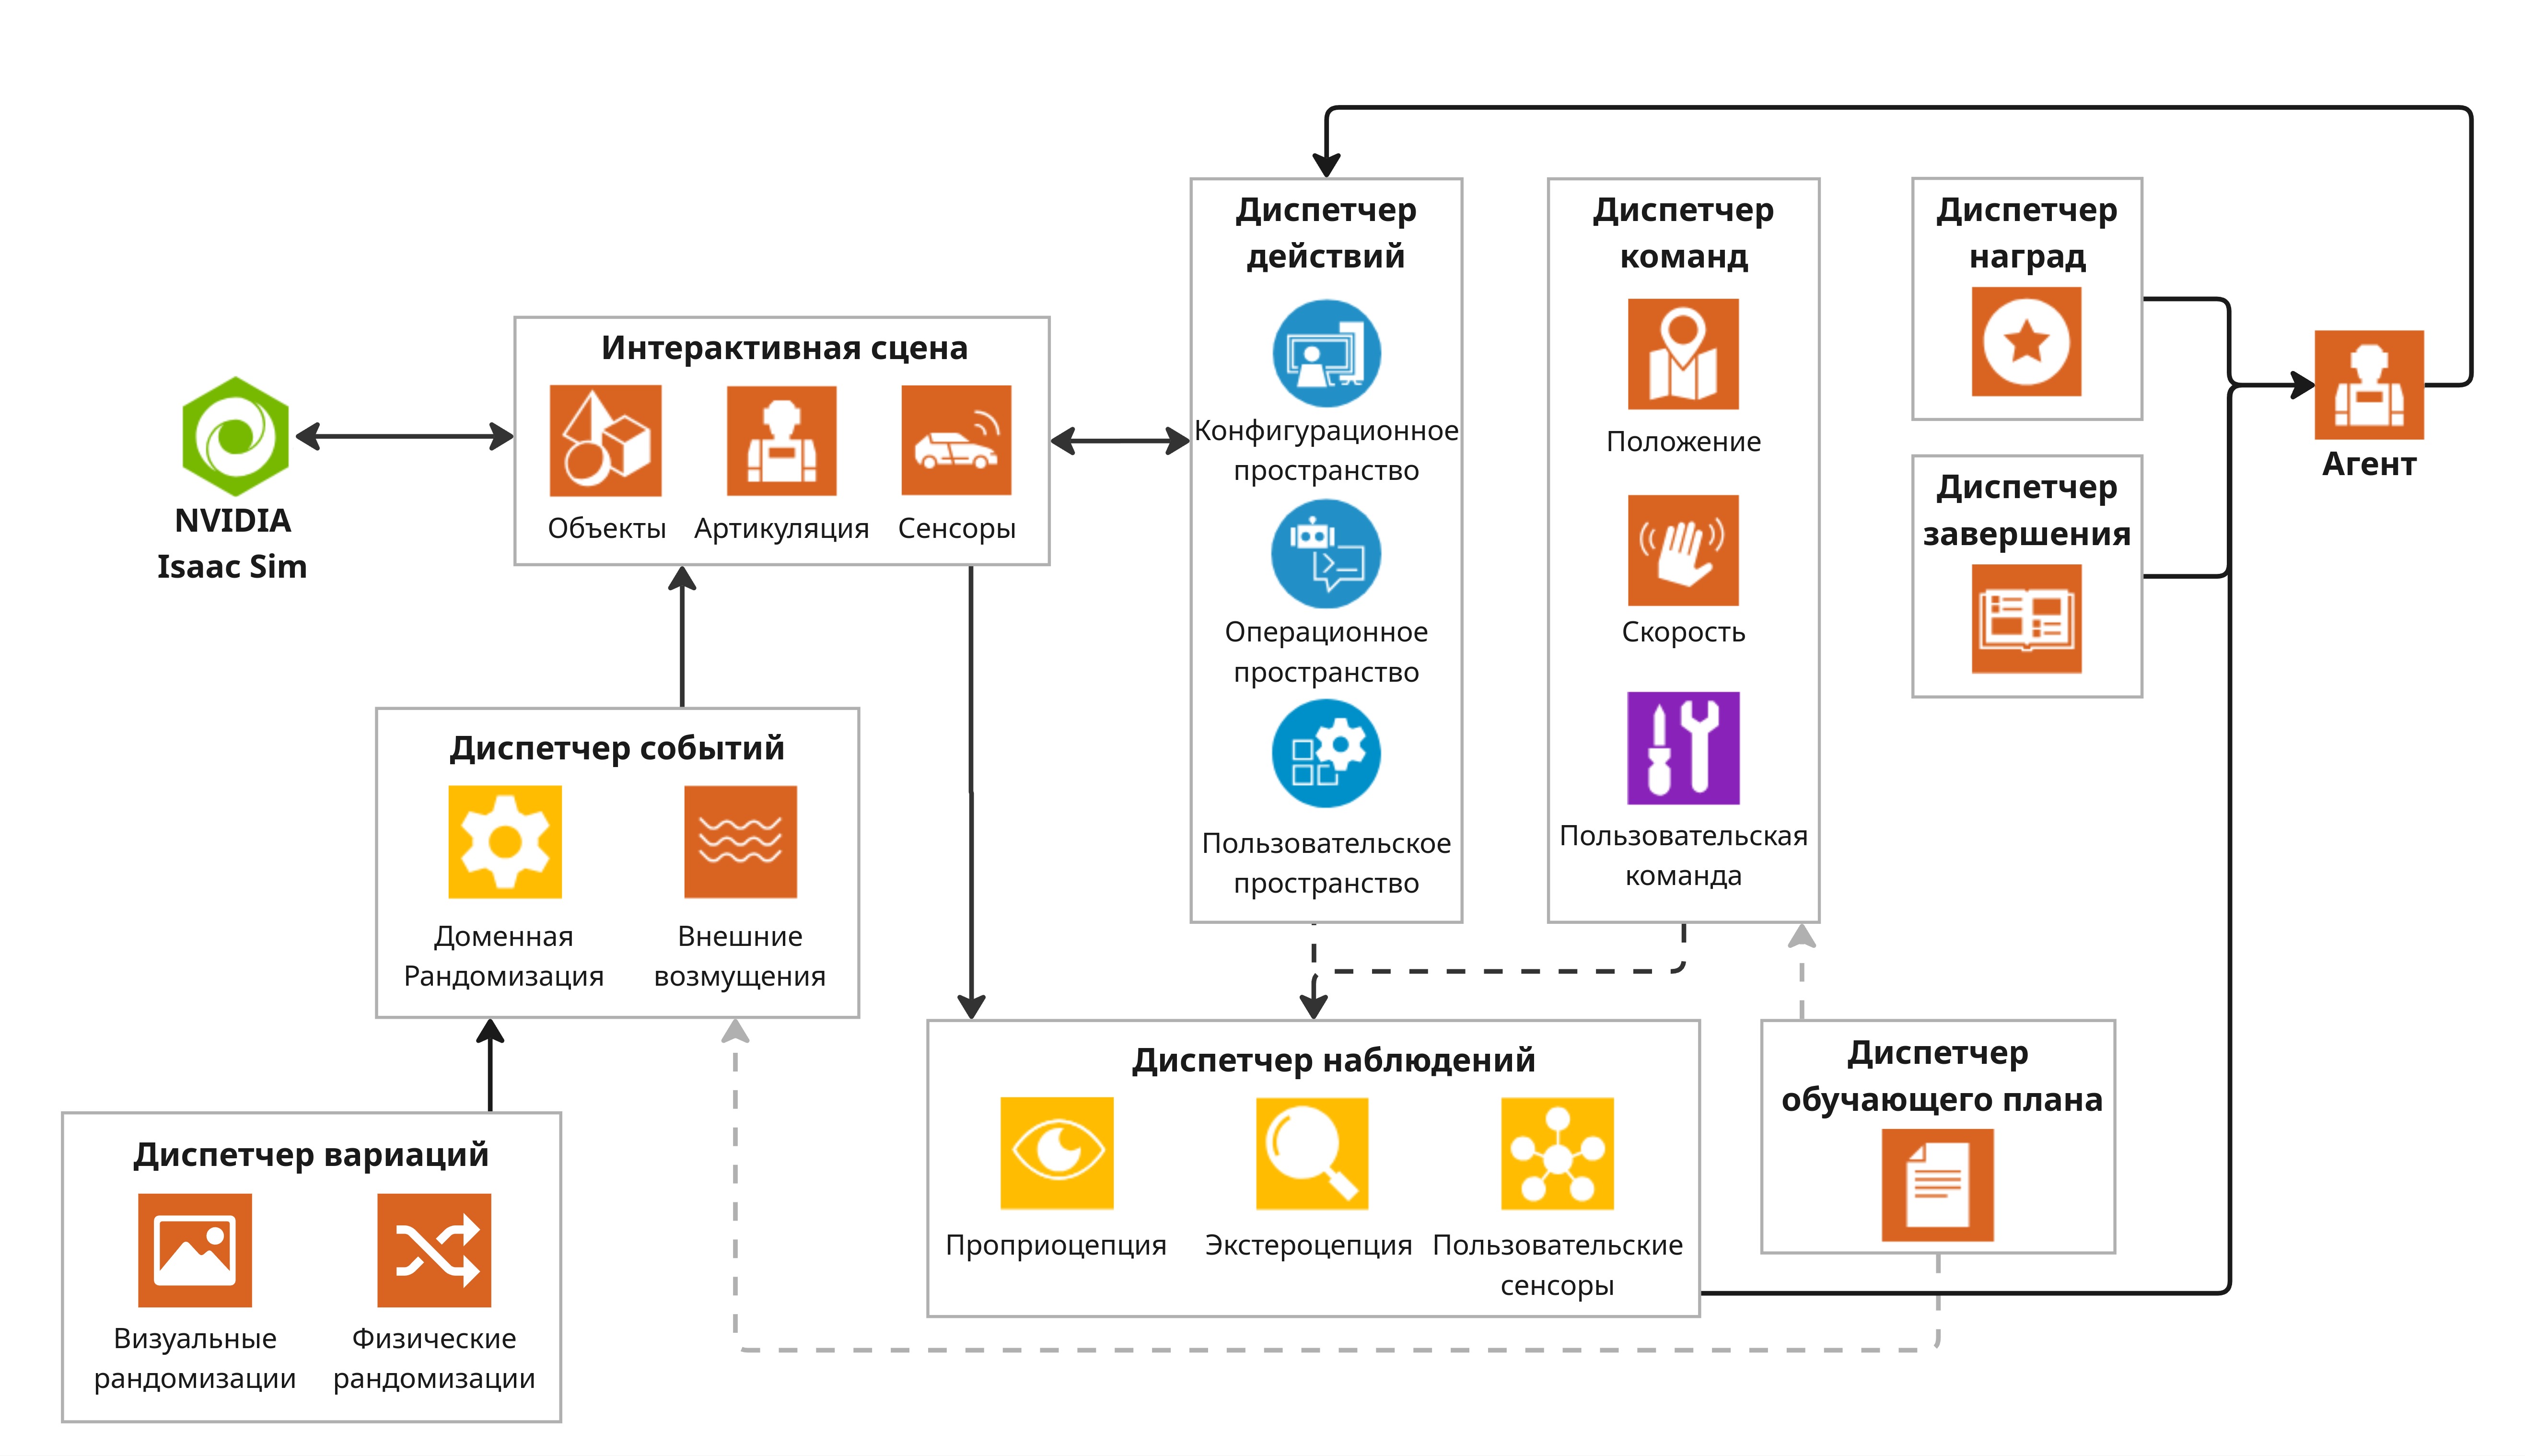 Диспетчер
действий
Конфигурационное
пространство
Операционное
пространство
Пользовательское
пространство
Диспетчер
команд
Положение
Скорость
Пользовательская
команда
Диспетчер
наград
Диспетчер
завершения
Агент
Интерактивная сцена
Объекты
Артикуляция
Сенсоры
NVIDIA
Isaac Sim
Диспетчер событий
Доменная
Рандомизация
Внешние
возмущения
Диспетчер вариаций
Визуальные
рандомизации
Физические
рандомизации
Диспетчер наблюдений
Проприоцепция
Экстероцепция
Пользовательские
сенсоры
Диспетчер
обучающего плана